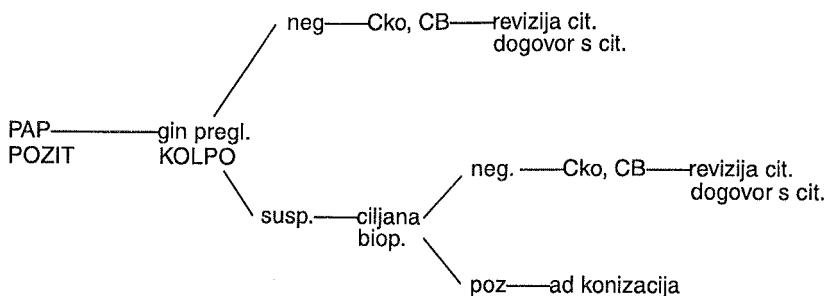 neg Cko, CB revizija cit.
dogovor s cit.
PAP gin pregl.
POZIT KOLPO
neg. Cko, CB revizija cit.
dogovor s cit.
susp. ciljana
biop.
poz ad konizacija